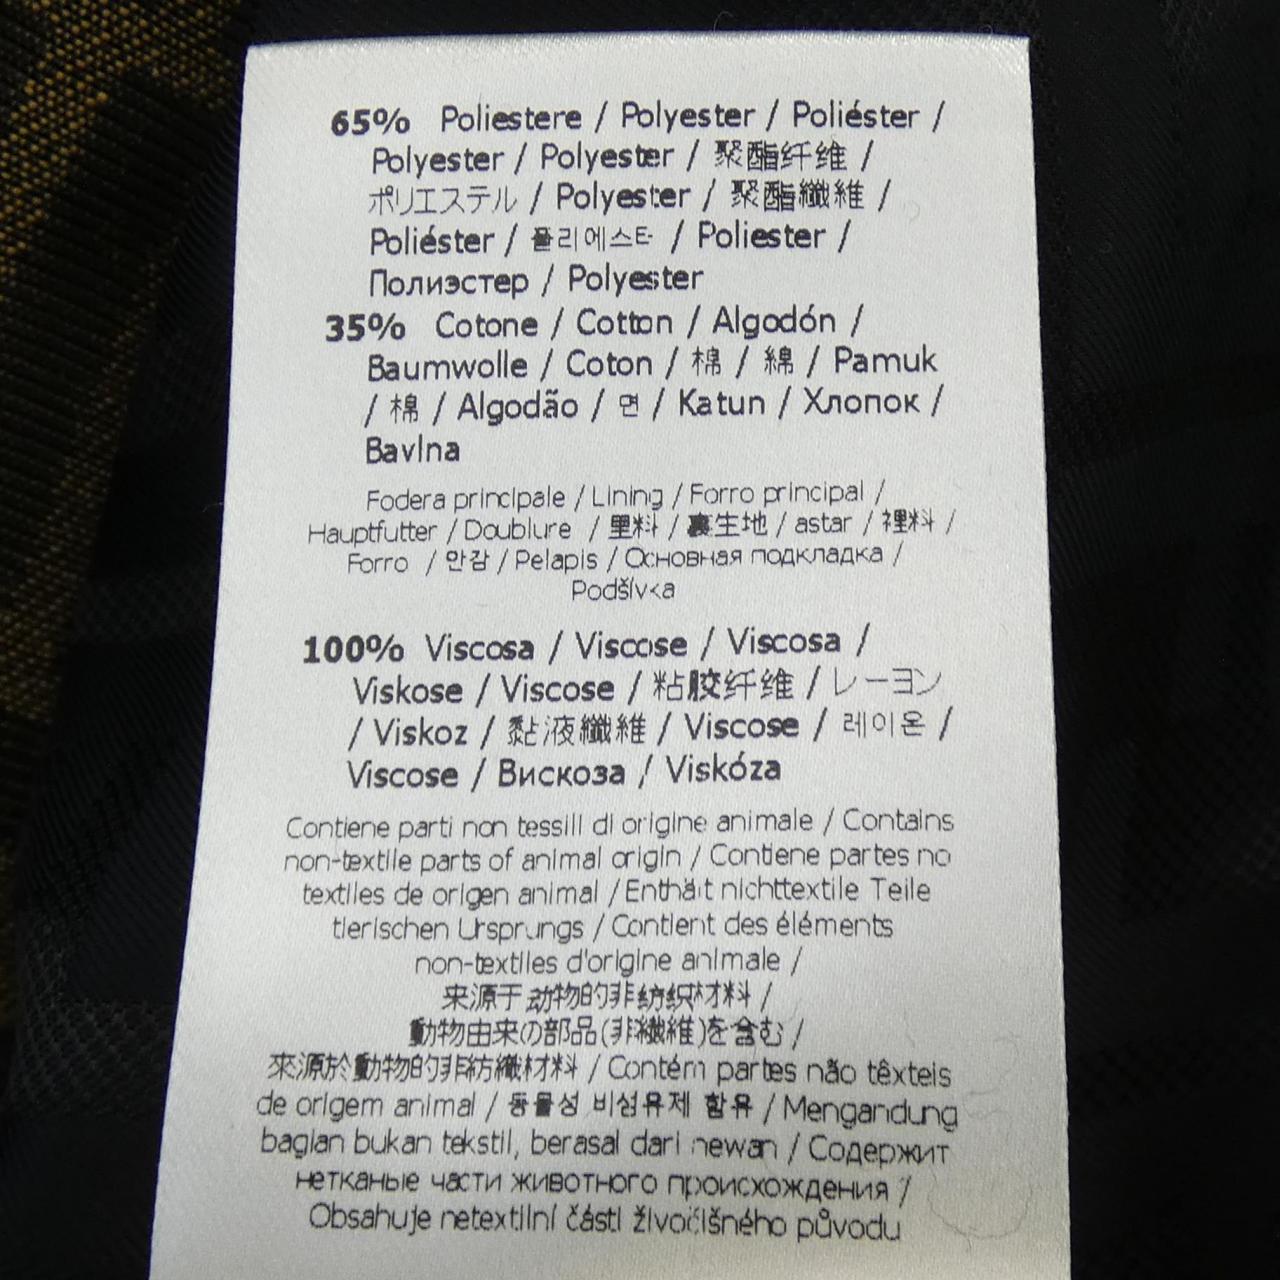 65% Poliestere / Polyester / Poliéster /
Polyester / Polyester / 聚酯纤维 /
ポリエステル / Polyester / 聚酯纖維 /
Poliéster / 폴리에스터 / Poliester /
Полиэстер / Polyester
35% Cotone / Cotton / Algodón /
Baumwolle / Coton / 棉 / 綿 / Pamuk
/ 棉 / Algodão / 면 / Katun / Хлопок /
Bavlna
Fodera principale / Lining / Forro principal /
Hauptfutter / Doublure / 里料 / 裏生地 / astar / 裡料 /
Forro / 안감 / Pelapis / Основная подкладка /
Podšívka
100% Viscosa / Viscose / Viscosa /
Viskose / Viscose / 粘胶纤维 / レーヨン
/ Viskoz / 黏液纖維 / Viscose / 레이온 /
Viscose / Вискоза / Viskóza
Contiene parti non tessili di origine animale / Contains
non-textile parts of animal origin / Contiene partes no
textiles de origen animal / Enthält nichttextile Teile
tierischen Ursprungs / Contient des éléments
non-textiles d'origine animale /
来源于动物的非纺织材料 /
動物由来の部品(非繊維)を含む /
來源於動物的非紡織材料 / Contém partes não têxteis
de origem animal / 동물성 비섬유제 함유 / Mengandung
bagian bukan tekstil, berasal dari hewan / Содержит
нетканые части животного происхождения /
Obsahuje netextilní části živočišného původu